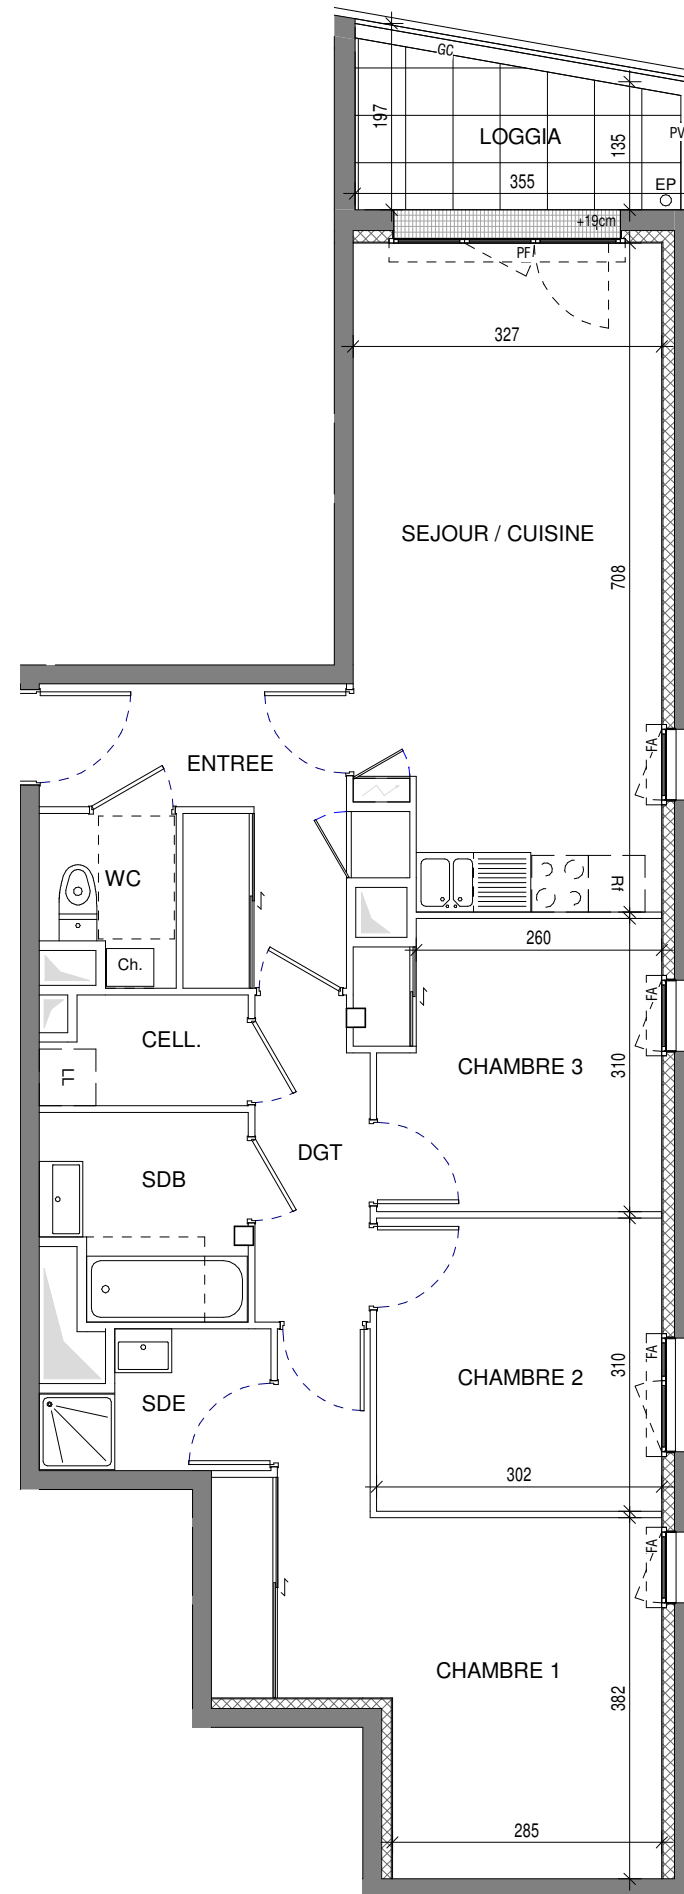 GC
197
LOGGIA
135
PV
355
EP
+19cm
PF
327
SEJOUR / CUISINE
708
ENTREE
FA
WC
Rf
Ch.
260
FA
CELL.
LL
CHAMBRE 3
310
DGT
SDB
FA
310
CHAMBRE 2
SDE
302
FA
CHAMBRE 1
382
285